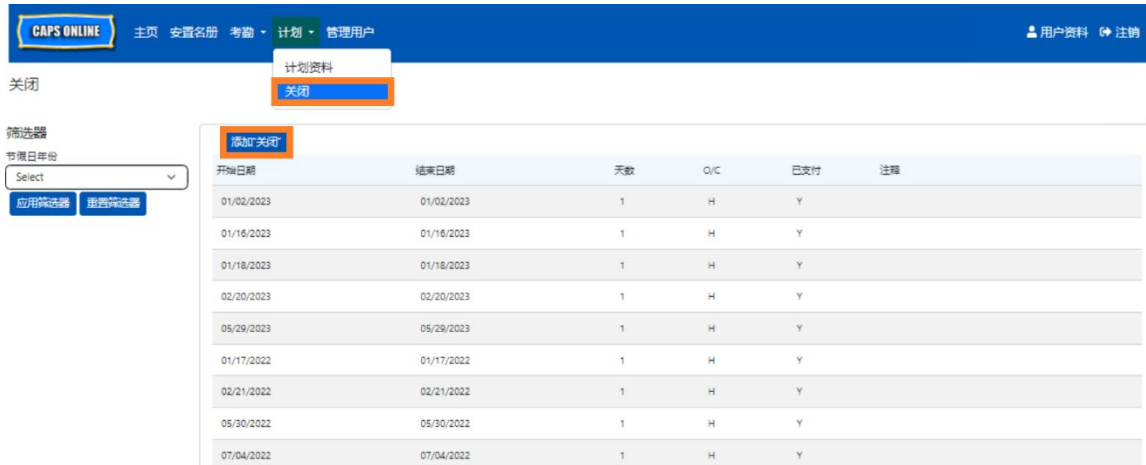 CAPS ONLINE 主页 安置名册 考勤 计划 管理用户 用户资料 注销
计划资料
关闭
关闭
筛选器
节假日年份
Select
应用筛选器 重置筛选器
添加"关闭"
开始日期 结束日期 天数 O/C 已支付 注释
01/02/2023 01/02/2023 1 H Y
01/16/2023 01/16/2023 1 H Y
01/18/2023 01/18/2023 1 H Y
02/20/2023 02/20/2023 1 H Y
05/29/2023 05/29/2023 1 H Y
01/17/2022 01/17/2022 1 H Y
02/21/2022 02/21/2022 1 H Y
05/30/2022 05/30/2022 1 H Y
07/04/2022 07/04/2022 1 H Y